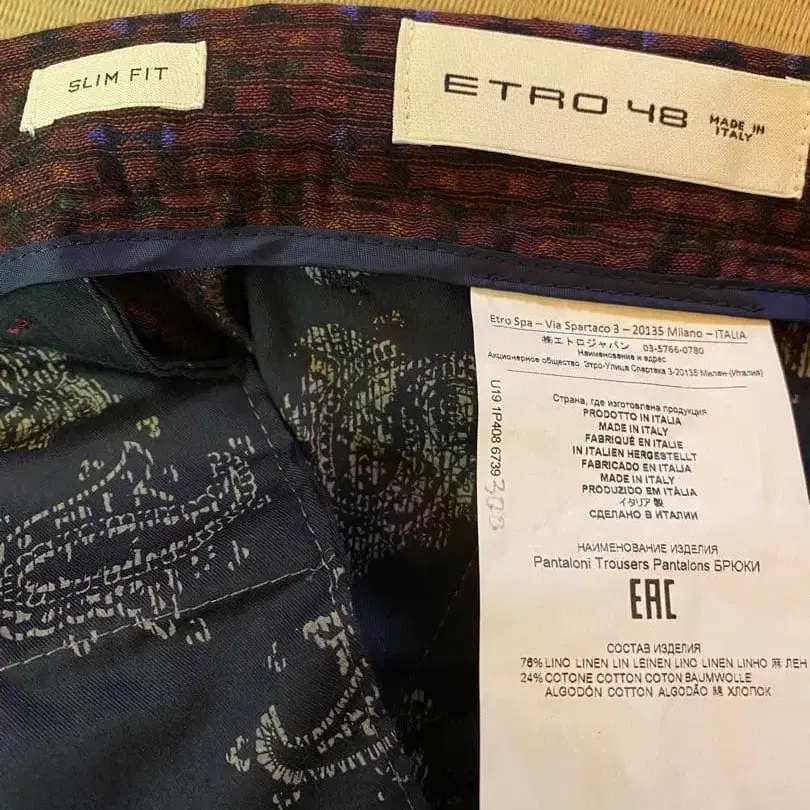 SLIM FIT
ETRO 48
MADE IN
ITALY
Etro Spa – Via Spartaco 3 – 20135 Milano – ITALIA
㈱エトロジャパン 03-5766-0780
Наименование и адрес
Акционерное общество Этро-Улица Спартака 3-20135 Милан-(Италия)
U19 1P408 6739
Страна, где изготовлена продукция
PRODOTTO IN ITALIA
MADE IN ITALY
FABRIQUÉ EN ITALIE
IN ITALIEN HERGESTELLT
FABRICADO EN ITALIA
MADE IN ITALY
PRODUZIDO EM ITÀLIA
イタリア製
СДЕЛАНО В ИТАЛИИ
НАИМЕНОВАНИЕ ИЗДЕЛИЯ
Pantaloni Trousers Pantalons БРЮКИ
EAC
СОСТАВ ИЗДЕЛИЯ
76% LINO LINEN LIN LEINEN LINO LINEN LINHO 麻 ЛЕН
24% COTONE COTTON COTON BAUMWOLLE
ALGODÓN COTTON ALGODÃO 綿 ХЛОПОК